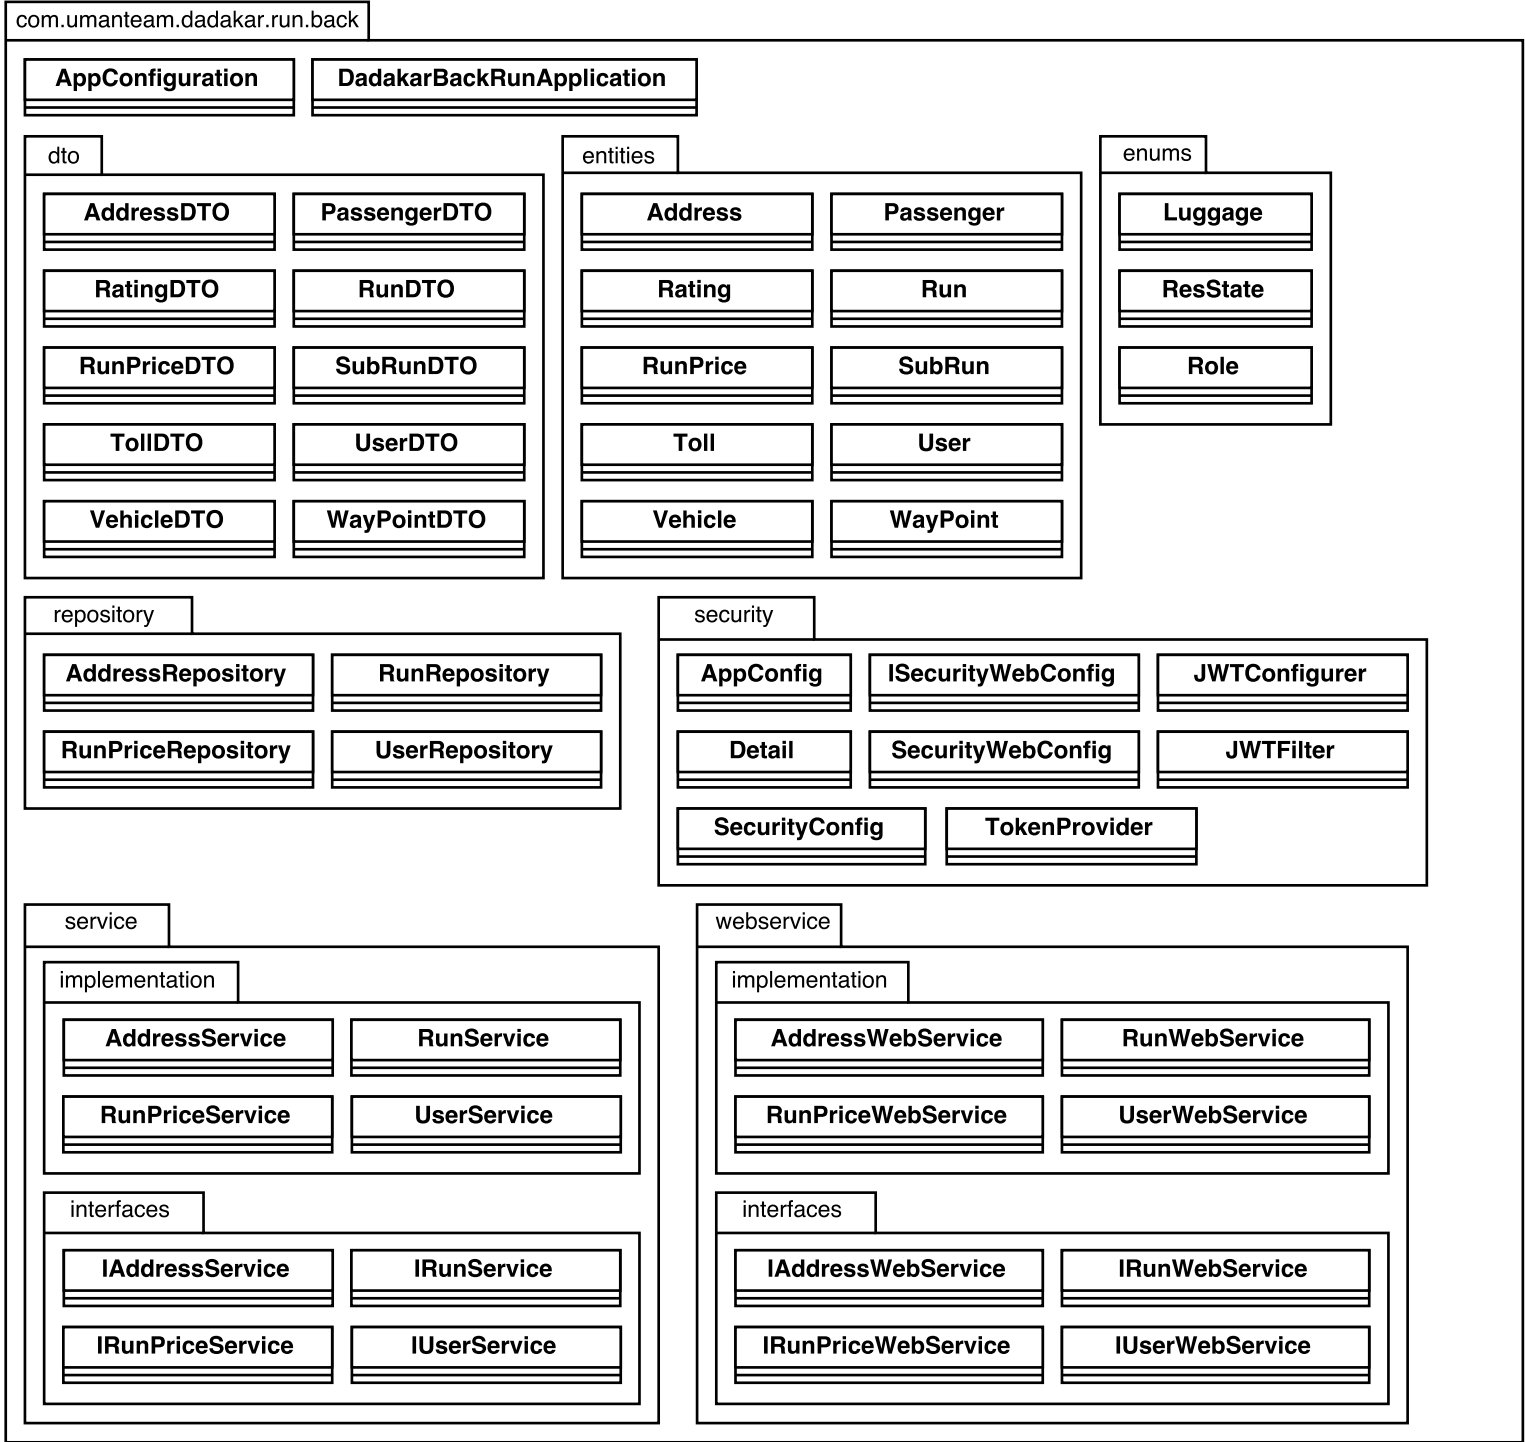 com.umanteam.dadakar.run.back
AppConfiguration
DadakarBackRunApplication
dto
AddressDTO
PassengerDTO
RatingDTO
RunDTO
RunPriceDTO
SubRunDTO
TollDTO
UserDTO
VehicleDTO
WayPointDTO
entities
Address
Passenger
Rating
Run
RunPrice
SubRun
Toll
User
Vehicle
WayPoint
enums
Luggage
ResState
Role
repository
AddressRepository
RunRepository
RunPriceRepository
UserRepository
security
AppConfig
ISecurityWebConfig
JWTConfigurer
Detail
SecurityWebConfig
JWTFilter
SecurityConfig
TokenProvider
service
implementation
AddressService
RunService
RunPriceService
UserService
interfaces
IAddressService
IRunService
IRunPriceService
IUserService
webservice
implementation
AddressWebService
RunWebService
RunPriceWebService
UserWebService
interfaces
IAddressWebService
IRunWebService
IRunPriceWebService
IUserWebService